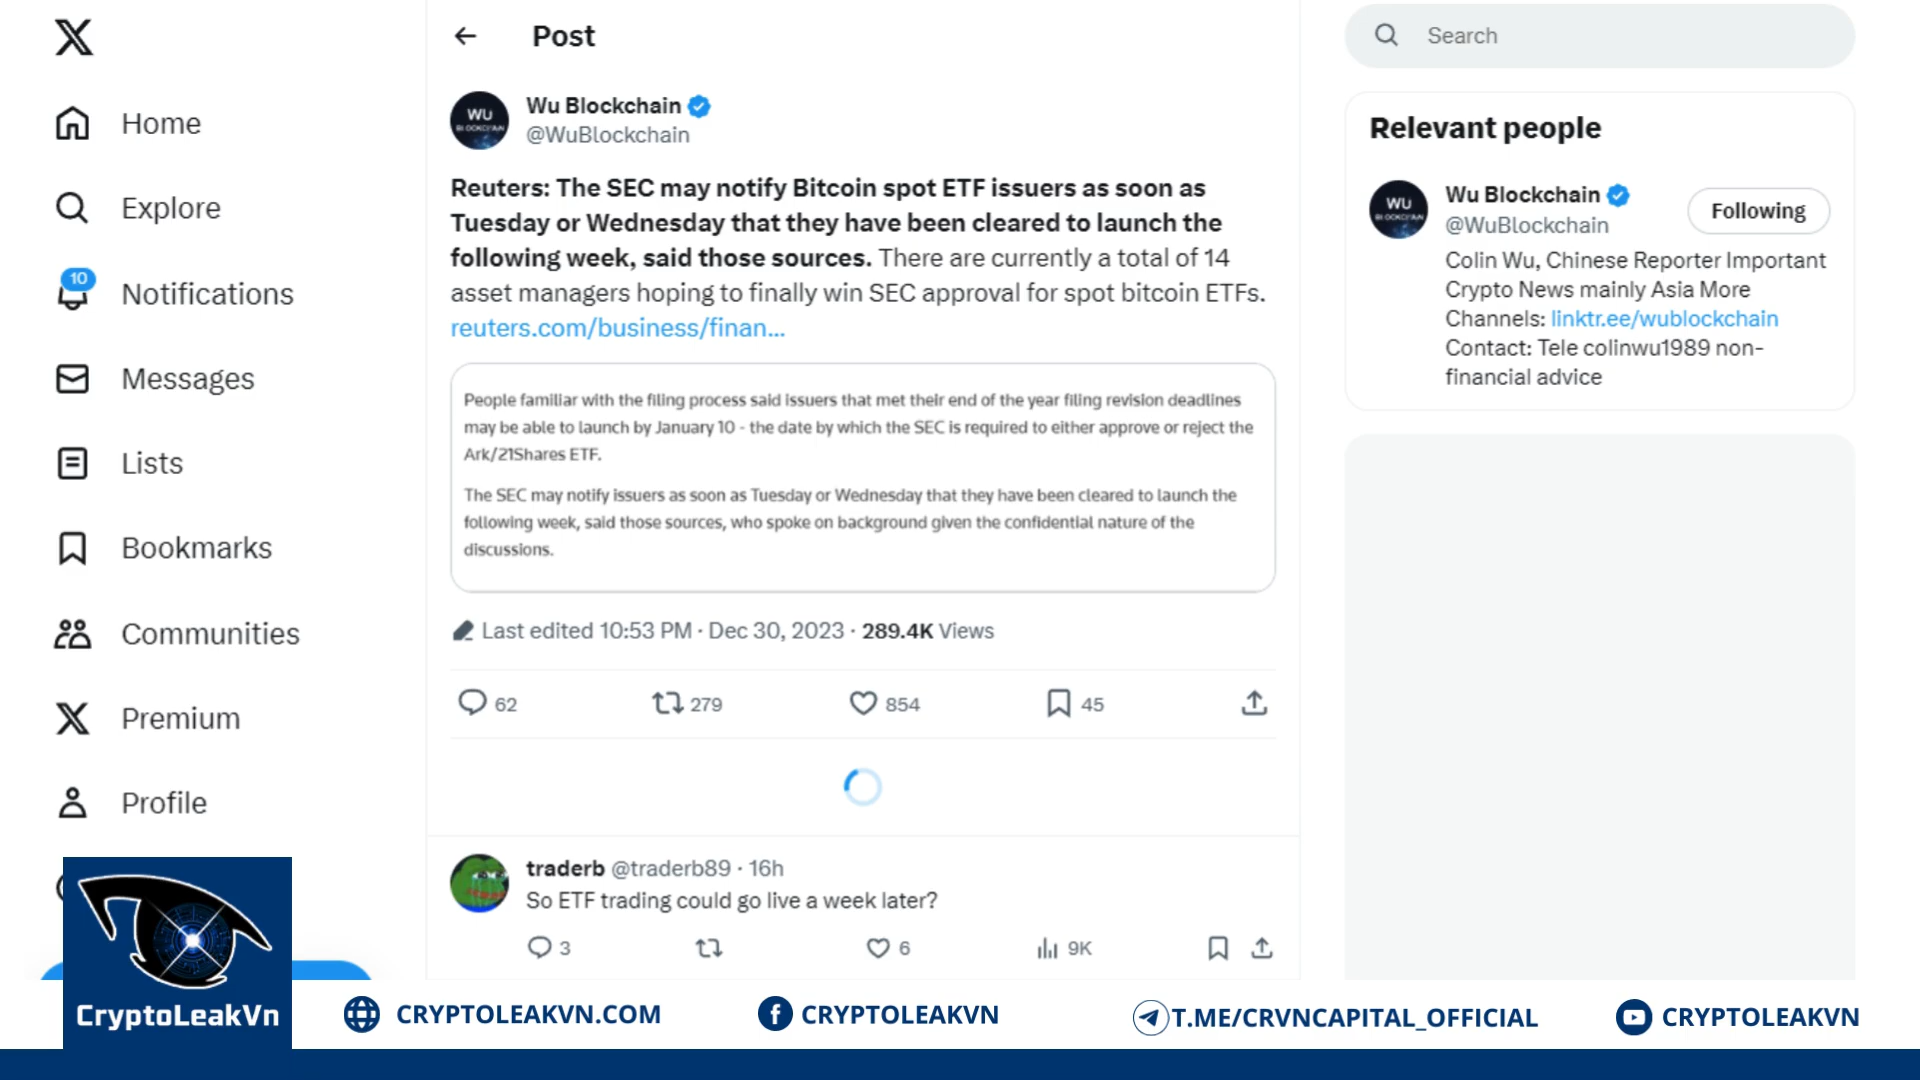 Home
Explore
10
Notifications
Messages
Lists
Bookmarks
Communities
Premium
Profile
Post
WU
BLOCKCHAIN
Wu Blockchain
@WuBlockchain
Reuters: The SEC may notify Bitcoin spot ETF issuers as soon as
Tuesday or Wednesday that they have been cleared to launch the
following week, said those sources. There are currently a total of 14
asset managers hoping to finally win SEC approval for spot bitcoin ETFs.
reuters.com/business/finan...
People familiar with the filing process said issuers that met their end of the year filing revision deadlines
may be able to launch by January 10 - the date by which the SEC is required to either approve or reject the
Ark/21Shares ETF.
The SEC may notify issuers as soon as Tuesday or Wednesday that they have been cleared to launch the
following week, said those sources, who spoke on background given the confidential nature of the
discussions.
Last edited 10:53 PM · Dec 30, 2023 · 289.4K Views
62 279 854 45
traderb @traderb89 · 16h
So ETF trading could go live a week later?
3 6 9K
Search
Relevant people
WU
BLOCKCHAIN
Wu Blockchain
@WuBlockchain
Following
Colin Wu, Chinese Reporter Important
Crypto News mainly Asia More
Channels: linktr.ee/wublockchain
Contact: Tele colinwu1989 non-
financial advice
CryptoLeakVn
CRYPTOLEAKVN.COM
CRYPTOLEAKVN
T.ME/CRVNCAPITAL_OFFICIAL
CRYPTOLEAKVN